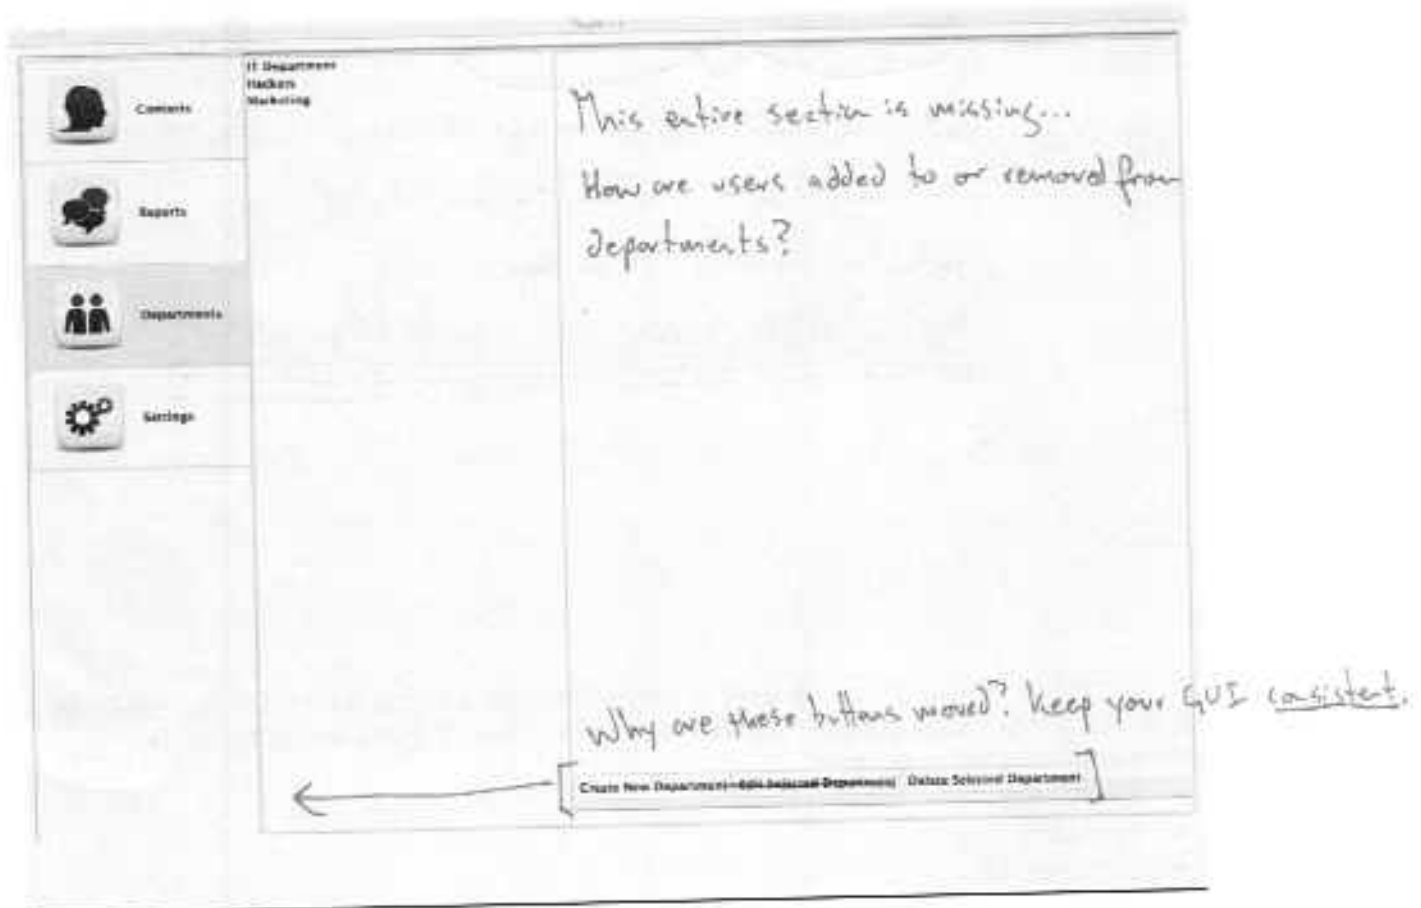 IT Department
Hackers
Marketing
Contacts
Reports
Departments
Settings
This entire section is missing...
How are users added to or removed from
departments?
Why are these buttons moved? Keep your GUI consistent.
Create New Department Edit Selected Department Delete Selected Department